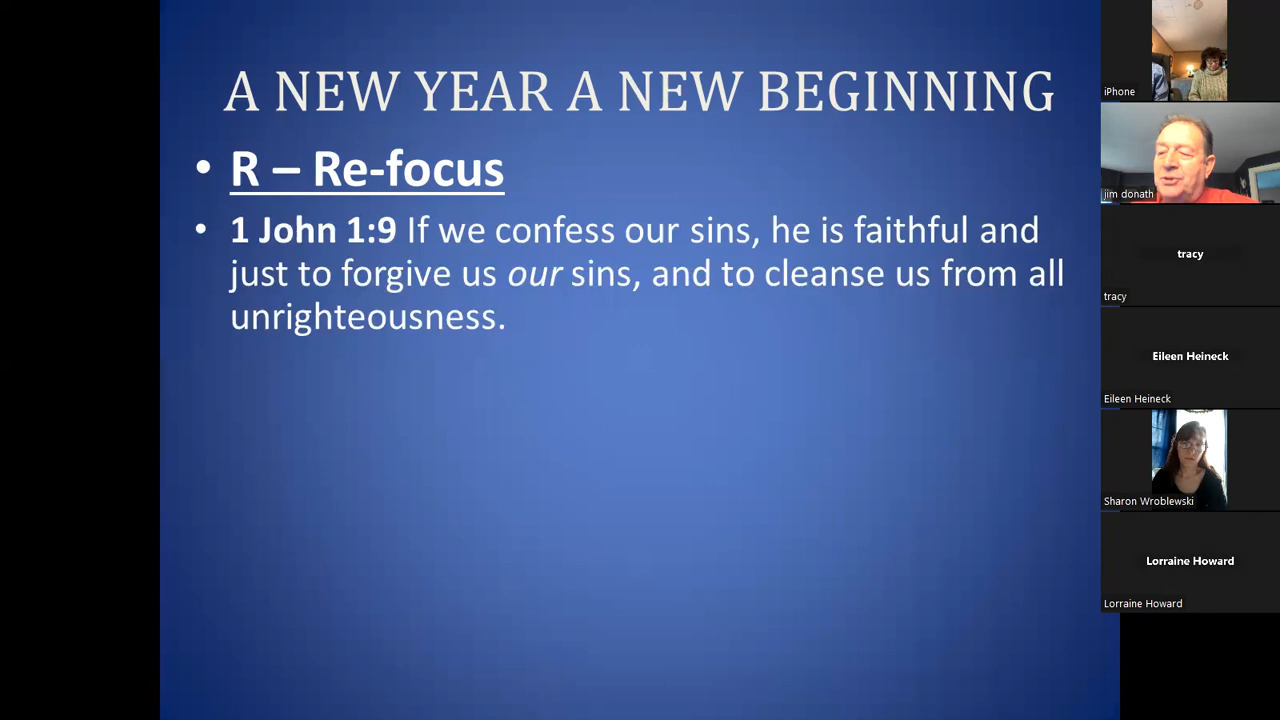 A NEW YEAR A NEW BEGINNING
• R – Re-focus
• 1 John 1:9 If we confess our sins, he is faithful and
just to forgive us our sins, and to cleanse us from all
unrighteousness.
iPhone
jim donath
tracy
tracy
Eileen Heineck
Eileen Heineck
Sharon Wroblewski
Lorraine Howard
Lorraine Howard